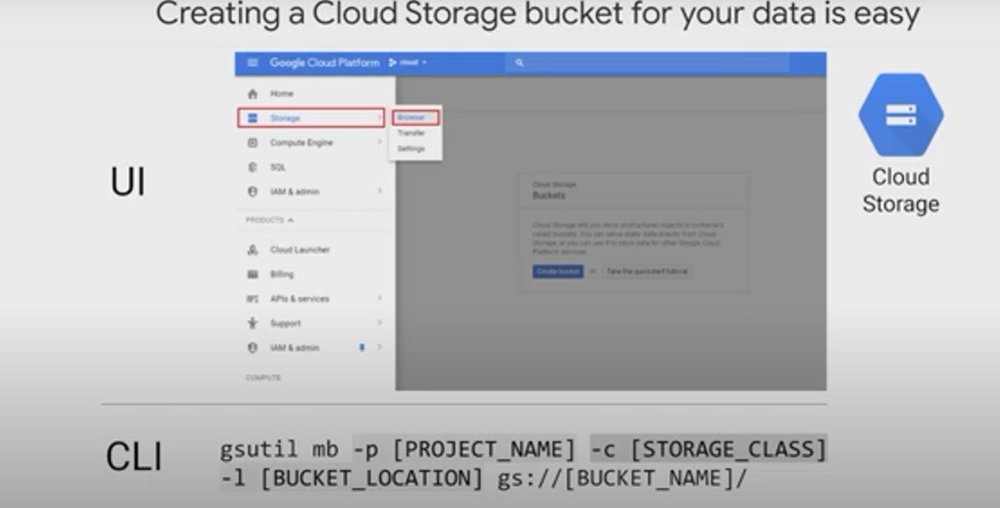 Creating a Cloud Storage bucket for your data is easy
Google Cloud Platform cloud
Home
Storage
Browser
Transfer
Compute Engine
Settings
SQL
UI
IAM & admin
Cloud Storage
Buckets
Cloud
Storage
PRODUCTS
Cloud Storage lets you store unstructured objects in containers
called buckets. You can serve static data directly from Cloud
Storage, or you can use it to store data for other Google Cloud
Platform services.
Cloud Launcher
Create bucket or Take the quickstart tutorial
Billing
APIs & services
Support
IAM & admin
COMPUTE
CLI
gsutil mb -p [PROJECT_NAME] -c [STORAGE_CLASS]
-l [BUCKET_LOCATION] gs://[BUCKET_NAME]/